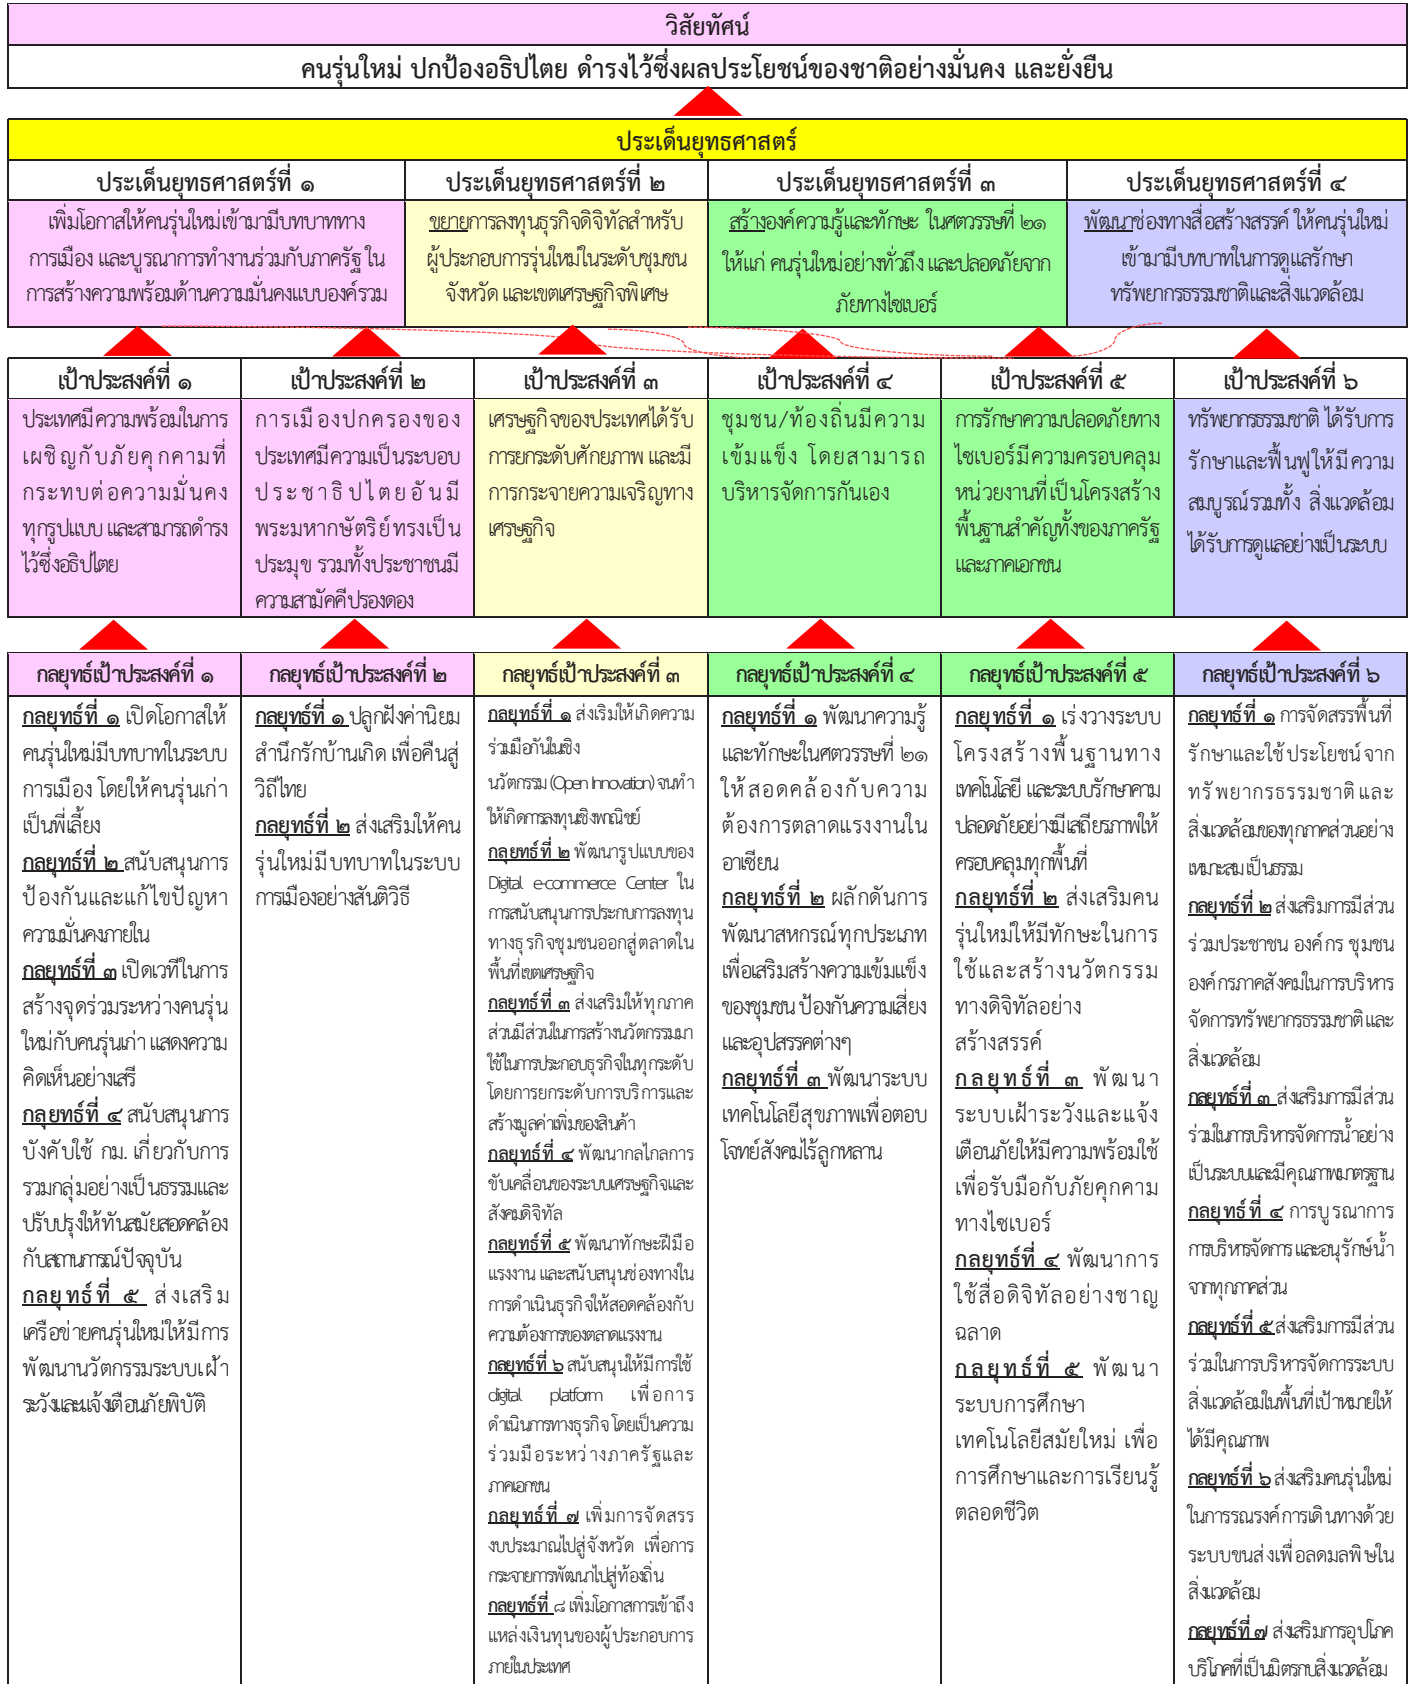 วิสัยทัศน์
คนรุ่นใหม่ ปกป้องอธิปไตย ดำรงไว้ซึ่งผลประโยชน์ของชาติอย่างมั่นคง และยั่งยืน
ประเด็นยุทธศาสตร์
ประเด็นยุทธศาสตร์ที่ ๑
เพิ่มโอกาสให้คนรุ่นใหม่เข้ามามีบทบาททาง
การเมือง และบูรณาการทำงานร่วมกับภาครัฐ ใน
การสร้างความพร้อมด้านความมั่นคงแบบองค์รวม
ประเด็นยุทธศาสตร์ที่ ๒
ขยายการลงทุนธุรกิจดิจิทัลสำหรับ
ผู้ประกอบการรุ่นใหม่ในระดับชุมชน
จังหวัด และเขตเศรษฐกิจพิเศษ
ประเด็นยุทธศาสตร์ที่ ๓
สร้างองค์ความรู้และทักษะ ในศตวรรษที่ ๒๑
ให้แก่ คนรุ่นใหม่อย่างทั่วถึง และปลอดภัยจาก
ภัยทางไซเบอร์
ประเด็นยุทธศาสตร์ที่ ๔
พัฒนาช่องทางสื่อสร้างสรรค์ ให้คนรุ่นใหม่
เข้ามามีบทบาทในการดูแลรักษา
ทรัพยากรธรรมชาติและสิ่งแวดล้อม
เป้าประสงค์ที่ ๑
ประเทศมีความพร้อมในการ
เผชิญกับภัยคุกคามที่
กระทบต่อความมั่นคง
ทุกรูปแบบ และสามารถดำรง
ไว้ซึ่งอธิปไตย
เป้าประสงค์ที่ ๒
การเมืองปกครองของ
ประเทศมีความเป็นระบอบ
ประชาธิปไตยอันมี
พระมหากษัตริย์ทรงเป็น
ประมุข รวมทั้งประชาชนมี
ความสามัคคีปรองดอง
เป้าประสงค์ที่ ๓
เศรษฐกิจของประเทศได้รับ
การยกระดับศักยภาพ และมี
การกระจายความเจริญทาง
เศรษฐกิจ
เป้าประสงค์ที่ ๔
ชุมชน/ท้องถิ่นมีความ
เข้มแข็ง โดยสามารถ
บริหารจัดการกันเอง
เป้าประสงค์ที่ ๕
การรักษาความปลอดภัยทาง
ไซเบอร์มีความครอบคลุม
หน่วยงานที่เป็นโครงสร้าง
พื้นฐานสำคัญทั้งของภาครัฐ
และภาคเอกชน
เป้าประสงค์ที่ ๖
ทรัพยากรธรรมชาติ ได้รับการ
รักษาและฟื้นฟูให้มีความ
สมบูรณ์รวมทั้ง สิ่งแวดล้อม
ได้รับการดูแลอย่างเป็นระบบ
กลยุทธ์เป้าประสงค์ที่ ๑
กลยุทธ์ที่ ๑ เปิดโอกาสให้
คนรุ่นใหม่มีบทบาทในระบบ
การเมือง โดยให้คนรุ่นเก่า
เป็นพี่เลี้ยง
กลยุทธ์ที่ ๒ สนับสนุนการ
ป้องกันและแก้ไขปัญหา
ความมั่นคงภายใน
กลยุทธ์ที่ ๓ เปิดเวทีในการ
สร้างจุดร่วมระหว่างคนรุ่น
ใหม่กับคนรุ่นเก่า แสดงความ
คิดเห็นอย่างเสรี
กลยุทธ์ที่ ๔ สนับสนุนการ
บังคับใช้ กม. เกี่ยวกับการ
รวมกลุ่มอย่างเป็นธรรมและ
ปรับปรุงให้ทันสมัยสอดคล้อง
กับสถานการณ์ปัจจุบัน
กลยุทธ์ที่ ๕ ส่งเสริม
เครือข่ายคนรุ่นใหม่ให้มีการ
พัฒนานวัตกรรมระบบเฝ้า
ระวังและแจ้งเตือนภัยพิบัติ
กลยุทธ์เป้าประสงค์ที่ ๒
กลยุทธ์ที่ ๑ ปลูกฝังค่านิยม
สำนึกรักบ้านเกิด เพื่อคืนสู่
วิถีไทย
กลยุทธ์ที่ ๒ ส่งเสริมให้คน
รุ่นใหม่มีบทบาทในระบบ
การเมืองอย่างสันติวิธี
กลยุทธ์เป้าประสงค์ที่ ๓
กลยุทธ์ที่ ๑ ส่งเริมให้เกิดความ
ร่วมมือกันในเชิง
นวัตกรรม (Open Innovation) จนทำ
ให้เกิดการลงทุนเชิงพาณิชย์
กลุยทธ์ที่ ๒ พัฒนารูปแบบของ
Digital e-commerce Center ใน
การสนับสนุนการประกบการลงทุน
ทางธุรกิจชุมชนออกสู่ตลาดใน
พื้นที่เขตเศรษฐกิจ
กลยุทธ์ที่ ๓ ส่งเสริมให้ทุกภาค
ส่วนมีส่วนในการสร้างนวัตกรรมมา
ใช้ในการประกอบธุรกิจในทุกระดับ
โดยการยกระดับการบริการและ
สร้างมูลค่าเพิ่มของสินค้า
กลยุทธ์ที่ ๔ พัฒนากลไกลการ
ขับเคลื่อนของระบบเศรษฐกิจและ
สังคมดิจิทัล
กลยุทธ์ที่ ๕ พัฒนาทักษะฝีมือ
แรงงาน และสนับสนุนช่องทางใน
การดำเนินธุรกิจให้สอดคล้องกับ
ความต้องการของตลาดแรงงาน
กลยุทธ์ที่ ๖ สนับสนุนให้มีการใช้
digital platform เพื่อการ
ดำเนินการทางธุรกิจ โดยเป็นความ
ร่วมมือระหว่างภาครัฐและ
ภาคเอกชน
กลยุทธ์ที่ ๗ เพิ่มการจัดสรร
งบประมาณไปสู่จังหวัด เพื่อการ
กระจายการพัฒนาไปสู่ท้องถิ่น
กลยุทธ์ที่ ๘ เพิ่มโอกาสการเข้าถึง
แหล่งเงินทุนของผู้ประกอบการ
ภายในประเทศ
กลยุทธ์เป้าประสงค์ที่ ๔
กลยุทธ์ที่ ๑ พัฒนาความรู้
และทักษะในศตวรรษที่ ๒๑
ให้สอดคล้องกับความ
ต้องการตลาดแรงงานใน
อาเซียน
กลยุทธ์ที่ ๒ ผลักดันการ
พัฒนาสหกรณ์ทุกประเภท
เพื่อเสริมสร้างความเข้มแข็ง
ของชุมชน ป้องกันความเสี่ยง
และอุปสรรคต่างๆ
กลยุทธ์ที่ ๓ พัฒนาระบบ
เทคโนโลยีสุขภาพเพื่อตอบ
โจทย์สังคมไร้ลูกหลาน
กลยุทธ์เป้าประสงค์ที่ ๕
กลยุทธ์ที่ ๑ เร่งวางระบบ
โครงสร้างพื้นฐานทาง
เทคโนโลยี และระบบรักษาคาม
ปลอดภัยอย่างมีเสถียรภาพให้
ครอบคลุมทุกพื้นที่
กลยุทธ์ที่ ๒ ส่งเสริมคน
รุ่นใหม่ให้มีทักษะในการ
ใช้และสร้างนวัตกรรม
ทางดิจิทัลอย่าง
สร้างสรรค์
กลยุทธ์ที่ ๓ พัฒนา
ระบบเฝ้าระวังและแจ้ง
เตือนภัยให้มีความพร้อมใช้
เพื่อรับมือกับภัยคุกคาม
ทางไซเบอร์
กลยุทธ์ที่ ๔ พัฒนาการ
ใช้สื่อดิจิทัลอย่างชาญ
ฉลาด
กลยุทธ์ที่ ๕ พัฒนา
ระบบการศึกษา
เทคโนโลยีสมัยใหม่ เพื่อ
การศึกษาและการเรียนรู้
ตลอดชีวิต
กลยุทธ์เป้าประสงค์ที่ ๖
กลยุทธ์ที่ ๑ การจัดสรรพื้นที่
รักษาและใช้ประโยชน์จาก
ทรัพยากรธรรมชาติและ
สิ่งแวดล้อมของทุกภาคส่วนอย่าง
เหมาะสมเป็นธรรม
กลยุทธ์ที่ ๒ ส่งเสริมการมีส่วน
ร่วมประชาชน องค์กร ชุมชน
องค์กรภาคสังคมในการบริหาร
จัดการทรัพยากรธรรมชาติและ
สิ่งแวดล้อม
กลยุทธ์ที่ ๓ ส่งเสริมการมีส่วน
ร่วมในการบริหารจัดการน้ำอย่าง
เป็นระบบและมีคุณภาพมาตรฐาน
กลยุทธ์ที่ ๔ การบูรณาการ
การบริหารจัดการ และอนุรักษ์น้ำ
จากทุกภาคส่วน
กลยุทธ์ที่ ๕ ส่งเสริมการมีส่วน
ร่วมในการบริหารจัดการระบบ
สิ่งแวดล้อมในพื้นที่เป้าหมายให้
ได้มีคุณภาพ
กลยุทธ์ที่ ๖ ส่งเสริมคนรุ่นใหม่
ในการรณรงค์การเดินทางด้วย
ระบบขนส่งเพื่อลดมลพิษใน
สิ่งแวดล้อม
กลยุทธ์ที่ ๗ ส่งเสริมการอุปโภค
บริโภคที่เป็นมิตรกบสิ่งแวดล้อม